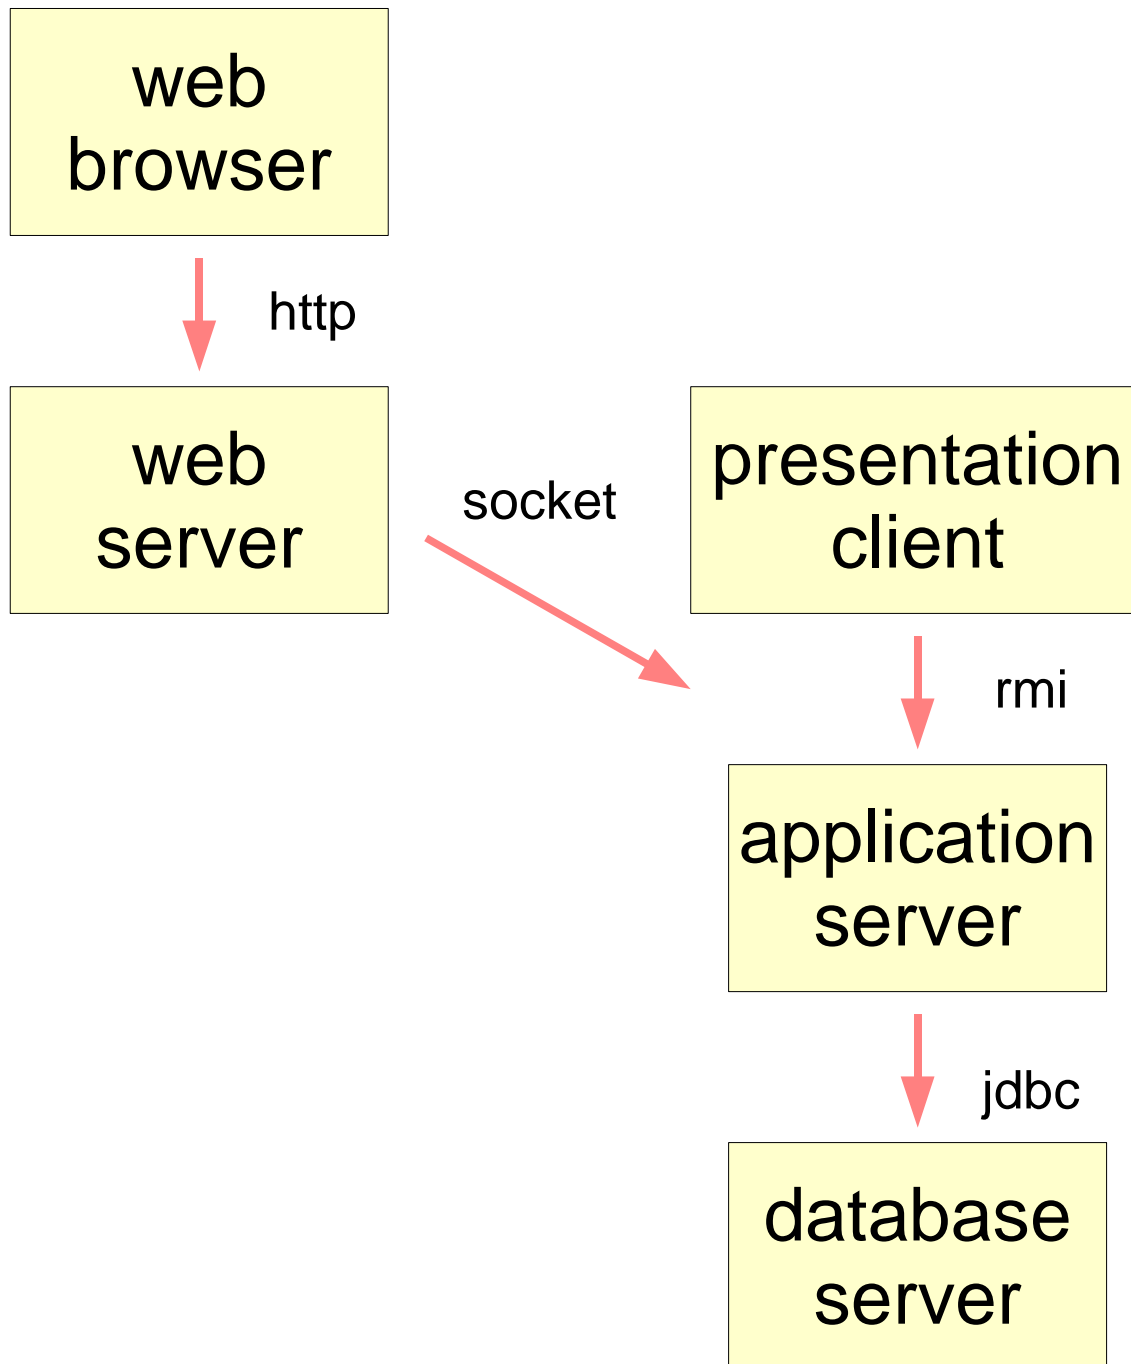 web
browser
http
web
server
socket
presentation
client
rmi
application
server
jdbc
database
server